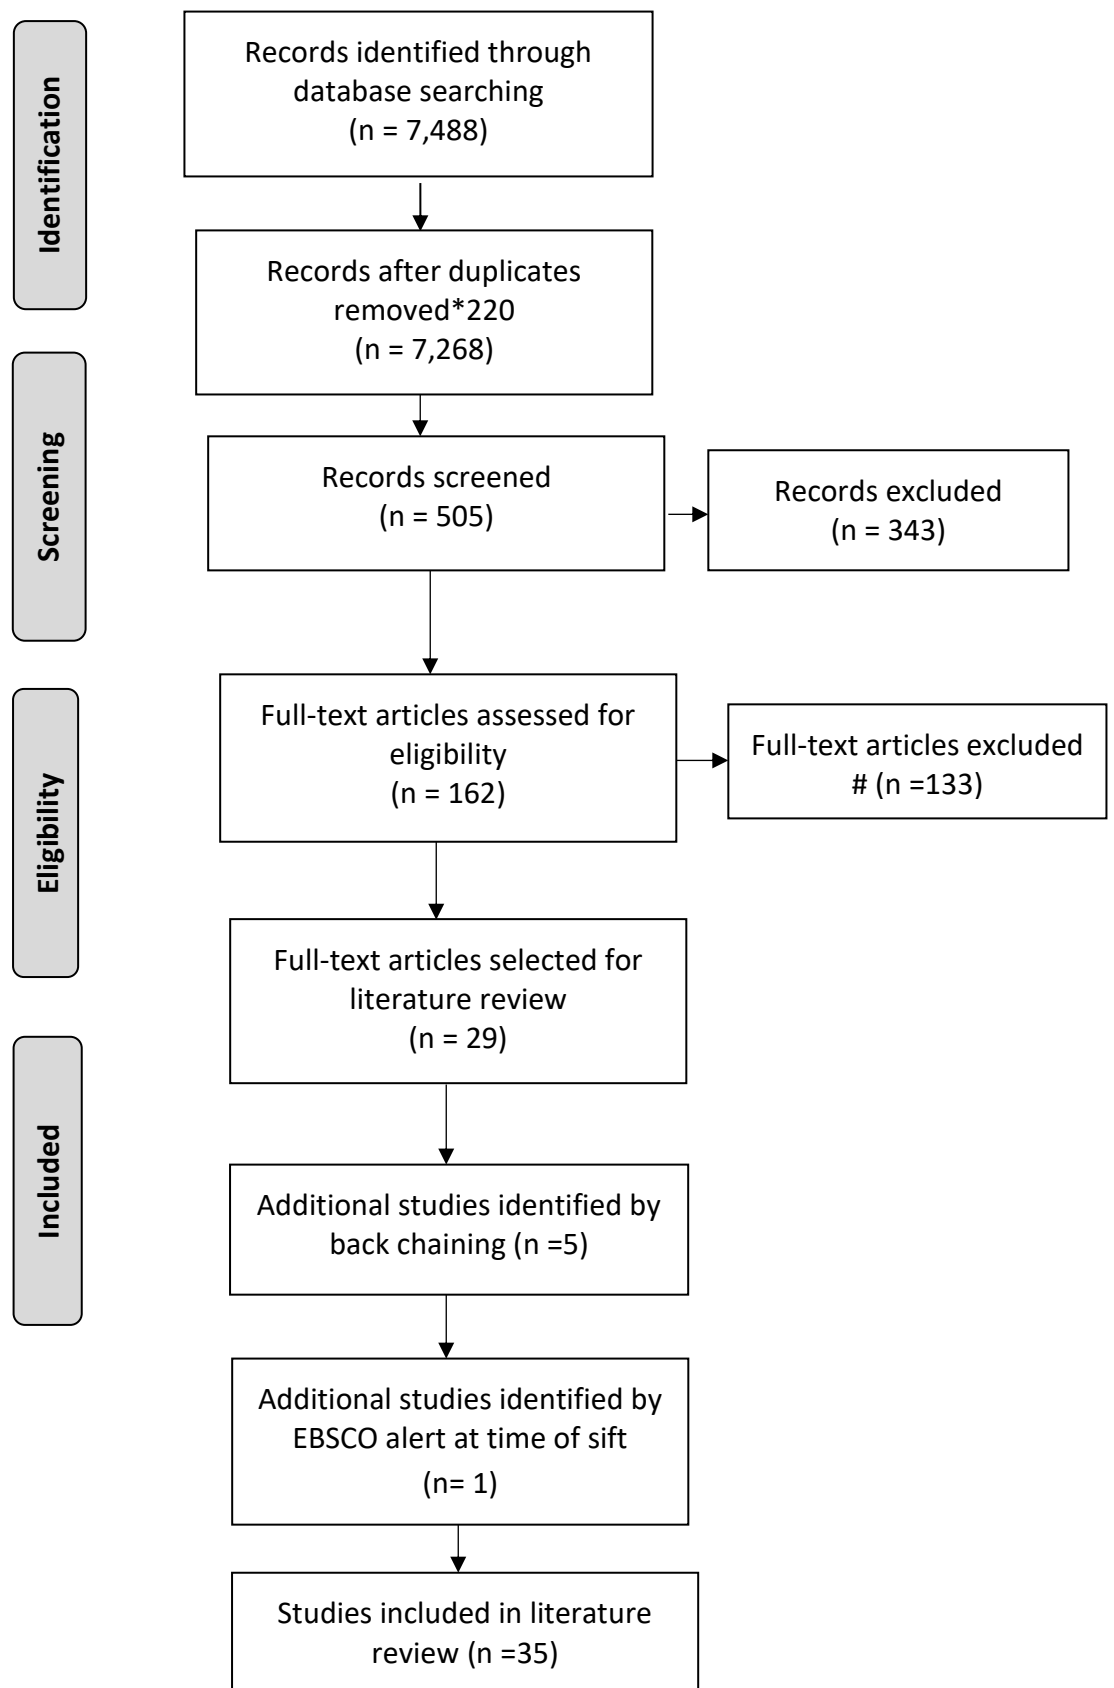 Identification
Records identified through
database searching
(n = 7,488)
Records after duplicates
removed*220
(n = 7,268)
Screening
Records screened
(n = 505)
Records excluded
(n = 343)
Eligibility
Full-text articles assessed for
eligibility
(n = 162)
Full-text articles excluded
# (n =133)
Full-text articles selected for
literature review
(n = 29)
Included
Additional studies identified by
back chaining (n =5)
Additional studies identified by
EBSCO alert at time of sift
(n= 1)
Studies included in literature
review (n =35)